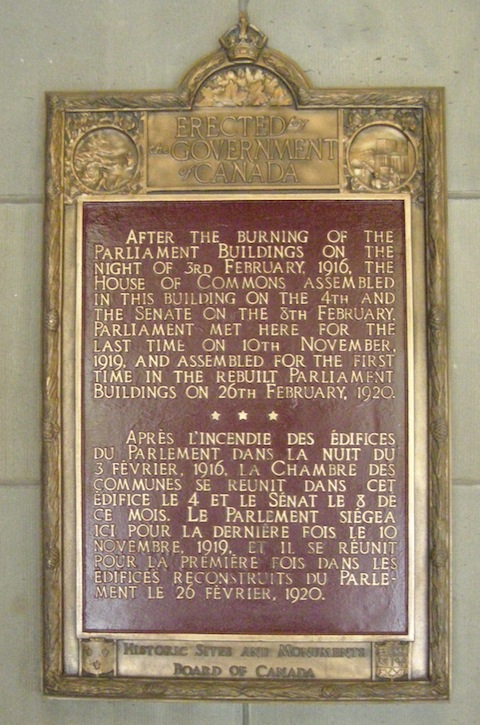 ERECTED by
the GOVERNMENT
of CANADA
AFTER THE BURNING OF THE
PARLIAMENT BUILDINGS ON THE
NIGHT OF 3RD FEBRUARY, 1916, THE
HOUSE OF COMMONS ASSEMBLED
IN THIS BUILDING ON THE 4TH AND
THE SENATE ON THE 8TH FEBRUARY.
PARLIAMENT MET HERE FOR THE
LAST TIME ON 10TH NOVEMBER,
1919, AND ASSEMBLED FOR THE FIRST
TIME IN THE REBUILT PARLIAMENT
BUILDINGS ON 26TH FEBRUARY, 1920.
APRÈS L'INCENDIE DES ÉDIFICES
DU PARLEMENT DANS LA NUIT DU
3 FÉVRIER, 1916, LA CHAMBRE DES
COMMUNES SE RÉUNIT DANS CET
ÉDIFICE LE 4 ET LE SÉNAT LE 8 DE
CE MOIS. LE PARLEMENT SIÉGEA
ICI POUR LA DERNIÈRE FOIS LE 10
NOVEMBRE, 1919, ET IL SE RÉUNIT
POUR LA PREMIÈRE FOIS DANS LES
ÉDIFICES RECONSTRUITS DU PARLE-
MENT LE 26 FÉVRIER, 1920.
HISTORIC SITES AND MONUMENTS
BOARD OF CANADA